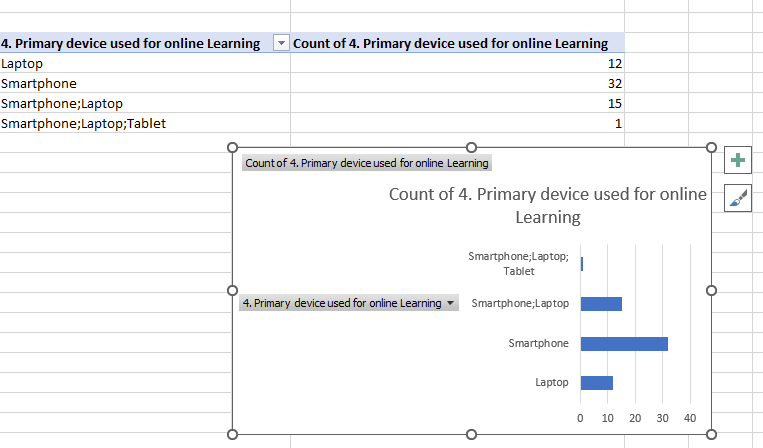 4. Primary device used for online Learning Count of 4. Primary device used for online Learning
Laptop 12
Smartphone 32
Smartphone;Laptop 15
Smartphone;Laptop;Tablet 1
Count of 4. Primary device used for online Learning
Count of 4. Primary device used for online
Learning
Smartphone;Laptop;
Tablet
4. Primary device used for online Learning
Smartphone;Laptop
Smartphone
Laptop
0 10 20 30 40